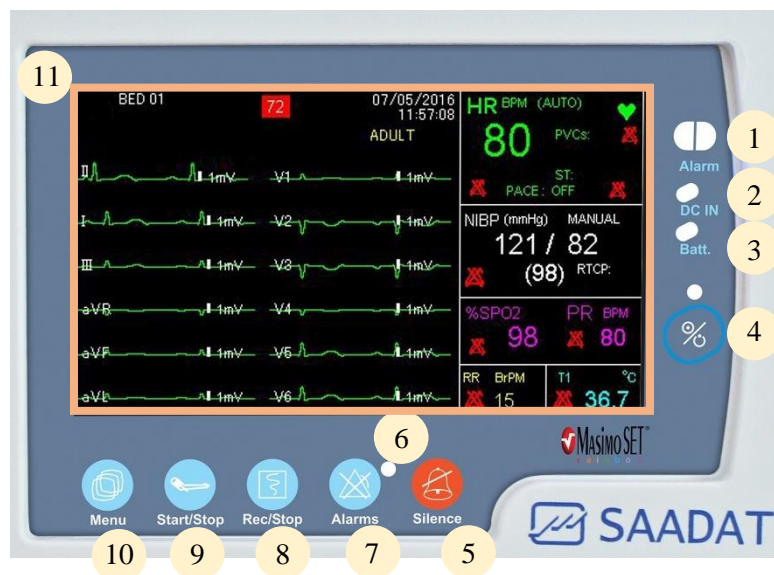 11
BED 01
72
07/05/2016
11:57:08
ADULT
II 1mV V1 1mV
I 1mV V2 1mV
III 1mV V3 1mV
aVR 1mV V4 1mV
aVF 1mV V5 1mV
aVL 1mV V6 1mV
HR BPM (AUTO)
80 PVCs:
ST:
PACE: OFF
NIBP (mmHg) MANUAL
121 / 82
(98) RTCP:
%SPO2 PR BPM
98 80
RR BrPM T1 °C
15 36.7
1
Alarm
2
DC IN
3
Batt.
4
6
Masimo SET
rainbow
Menu Start/Stop Rec/Stop Alarms Silence
10 9 8 7 5
SAADAT